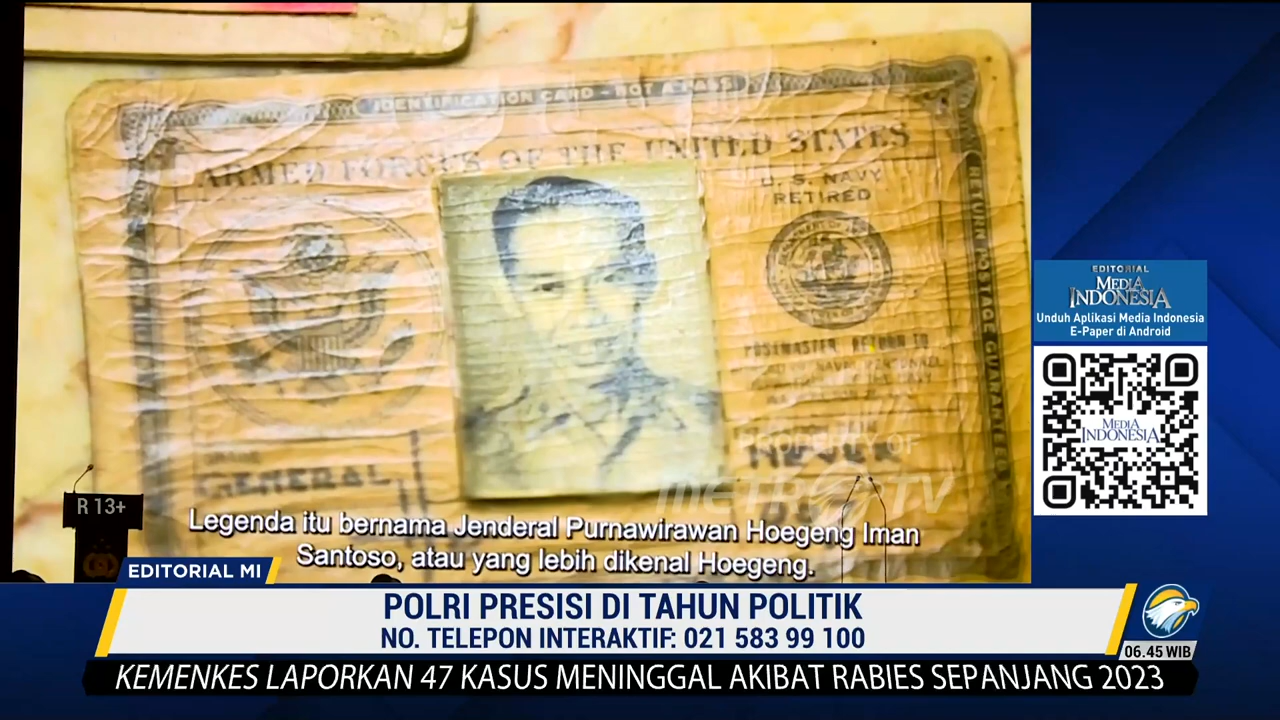 IDENTIFICATION CARD - NOT A PASS
ARMED FORCES OF THE UNITED STATES
U. S. NAVY
RETIRED
POSTMASTER RETURN TO
GENERAL
PROPERTY OF
METRO TV
R 13+
Legenda itu bernama Jenderal Purnawirawan Hoegeng Iman
Santoso, atau yang lebih dikenal Hoegeng.
EDITORIAL
MEDIA
INDONESIA
Unduh Aplikasi Media Indonesia
E-Paper di Android
MEDIA
INDONESIA
EDITORIAL MI
POLRI PRESISI DI TAHUN POLITIK
NO. TELEPON INTERAKTIF: 021 583 99 100
06.45 WIB
KEMENKES LAPORKAN 47 KASUS MENINGGAL AKIBAT RABIES SEPANJANG 2023